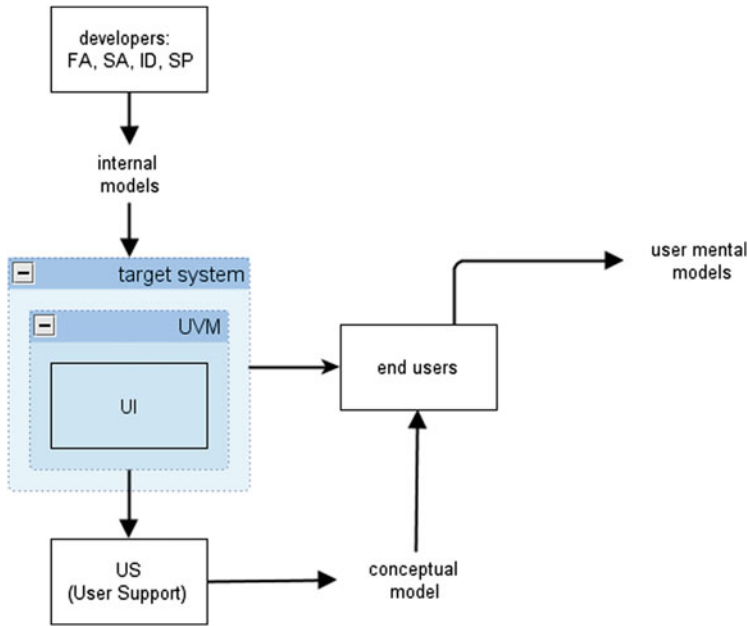 developers:
FA, SA, ID, SP
internal
models
target system
UVM
UI
end users
user mental
models
US
(User Support)
conceptual
model